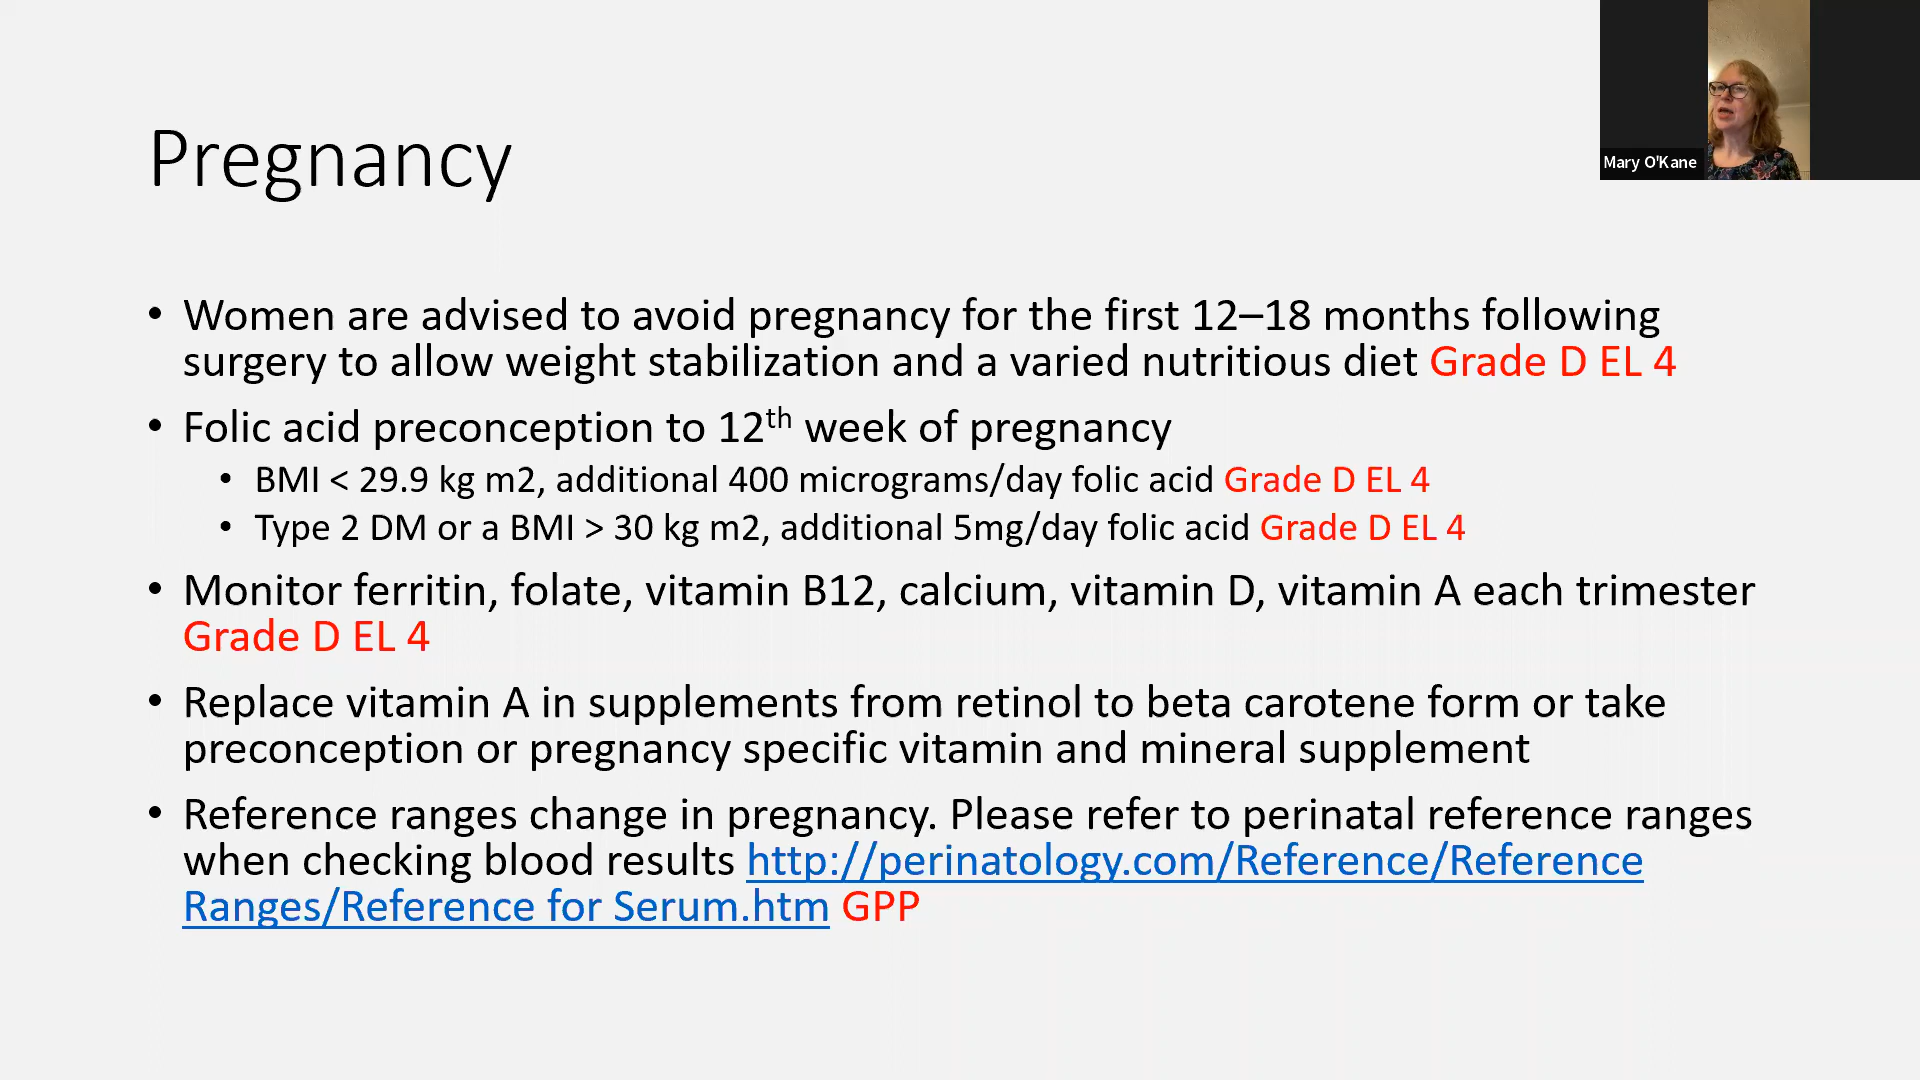 Mary O'Kane
Pregnancy
• Women are advised to avoid pregnancy for the first 12–18 months following
surgery to allow weight stabilization and a varied nutritious diet Grade D EL 4
• Folic acid preconception to 12th week of pregnancy
• BMI < 29.9 kg m2, additional 400 micrograms/day folic acid Grade D EL 4
• Type 2 DM or a BMI > 30 kg m2, additional 5mg/day folic acid Grade D EL 4
• Monitor ferritin, folate, vitamin B12, calcium, vitamin D, vitamin A each trimester
Grade D EL 4
• Replace vitamin A in supplements from retinol to beta carotene form or take
preconception or pregnancy specific vitamin and mineral supplement
• Reference ranges change in pregnancy. Please refer to perinatal reference ranges
when checking blood results http://perinatology.com/Reference/Reference
Ranges/Reference for Serum.htm GPP